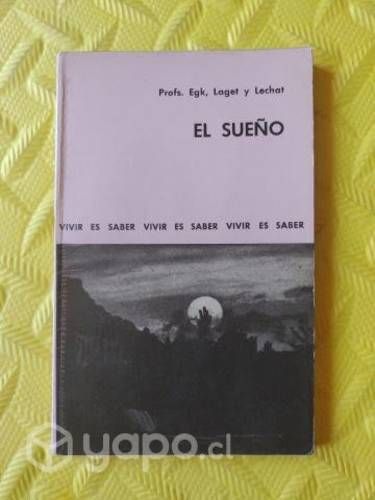 Profs. Egk, Laget y Lechat
EL SUEÑO
VIVIR ES SABER VIVIR ES SABER VIVIR ES SABER
yapo.cl